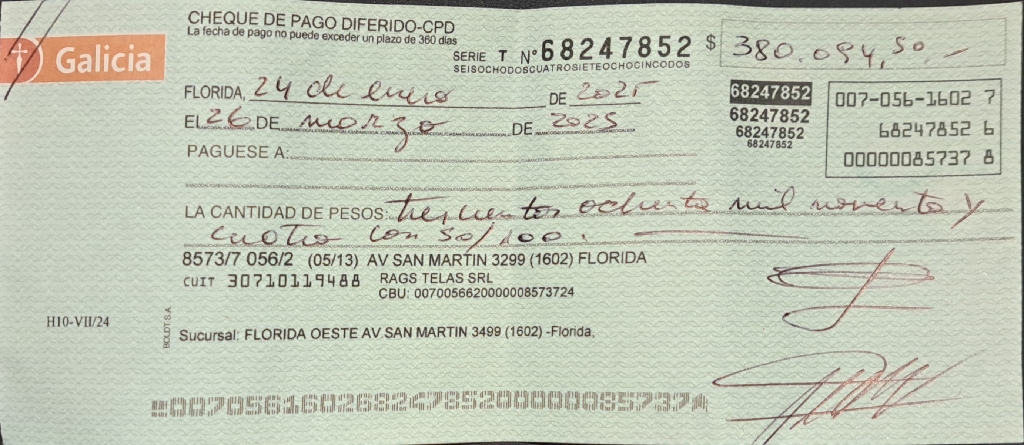 CHEQUE DE PAGO DIFERIDO-CPD
La fecha de pago no puede exceder un plazo de 360 días
Galicia
SERIE T Nº 68247852 $ 380.094,50.-
SEISOCHODOSCUATROSIETEOCHOCINCODOS
FLORIDA, 24 de enero DE 2025
EL 26 DE marzo DE 2025
68247852
68247852
68247852
68247852
007-056-1602 7
68247852 6
00000085737 8
PAGUESE A:
LA CANTIDAD DE PESOS: trescientos ochenta mil noventa y
cuatro con 50/100.
8573/7 056/2 (05/13) AV SAN MARTIN 3299 (1602) FLORIDA
CUIT 30710119488 RAGS TELAS SRL
CBU: 0070056620000008573724
H10-VII/24
BOLDT S.A.
Sucursal: FLORIDA OESTE AV.SAN MARTIN 3499 (1602) -Florida,
00705616026824785200000085737